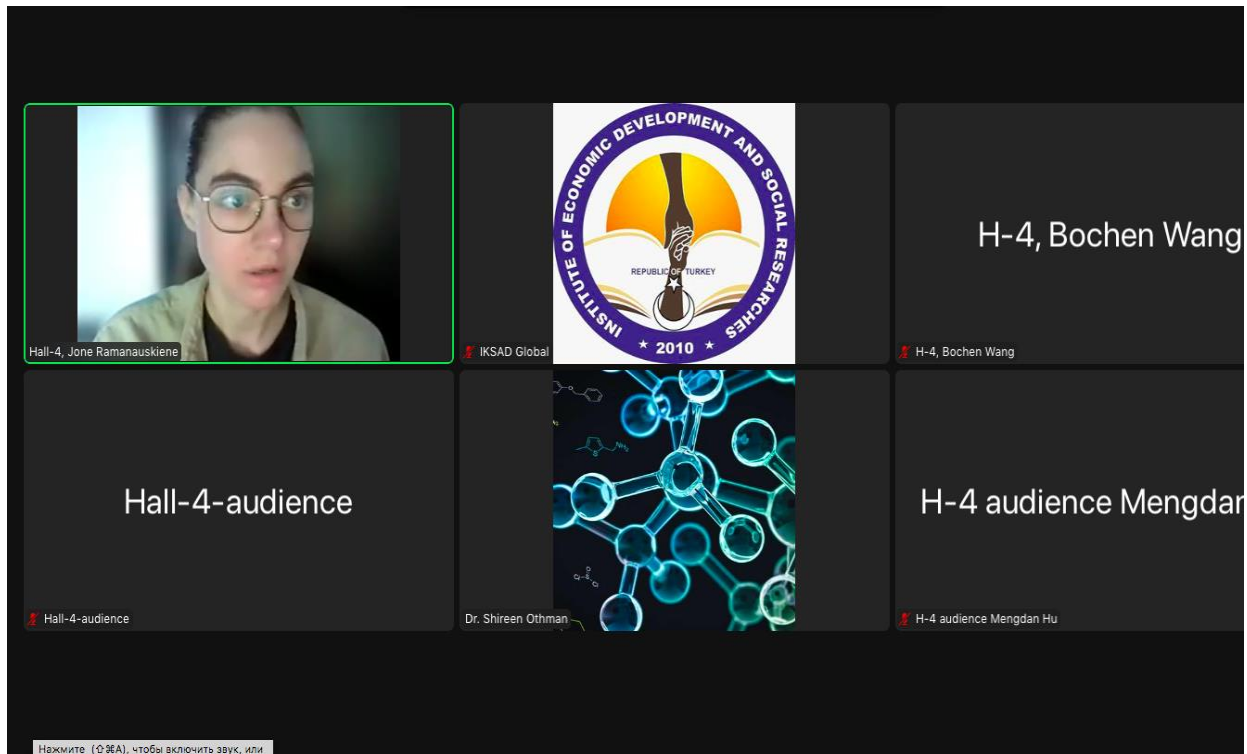 Hall-4, Jone Ramanauskiene
INSTITUTE OF ECONOMIC DEVELOPMENT AND SOCIAL RESEARCHES
REPUBLIC OF TURKEY
2010
IKSAD Global
H-4, Bochen Wang
H-4, Bochen Wang
Hall-4-audience
Hall-4-audience
NH₂
S
Dr. Shireen Othman
H-4 audience Mengdan
H-4 audience Mengdan Hu
Нажмите (⇧⌘A), чтобы включить звук, или